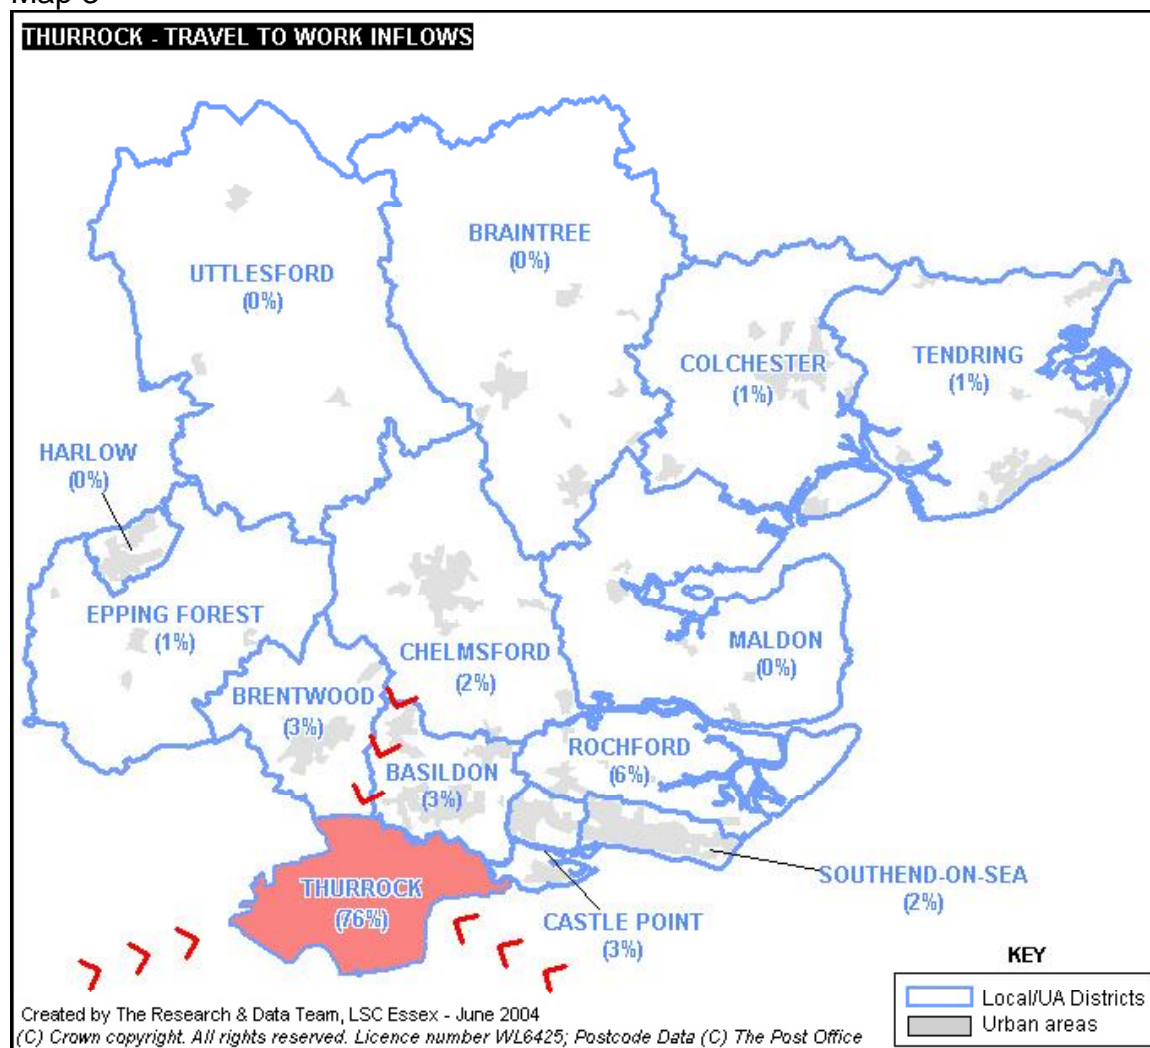 THURROCK - TRAVEL TO WORK INFLOWS
BRAINTREE
(0%)
UTTLESFORD
(0%)
COLCHESTER
(1%)
TENDRING
(1%)
HARLOW
(0%)
EPPING FOREST
(1%)
CHELMSFORD
(2%)
MALDON
(0%)
BRENTWOOD
(3%)
ROCHFORD
(6%)
BASILDON
(3%)
THURROCK
(76%)
SOUTHEND-ON-SEA
(2%)
CASTLE POINT
(3%)
KEY
Local/UA Districts
Urban areas
Created by The Research & Data Team, LSC Essex - June 2004
(C) Crown copyright. All rights reserved. Licence number WL6425; Postcode Data (C) The Post Office